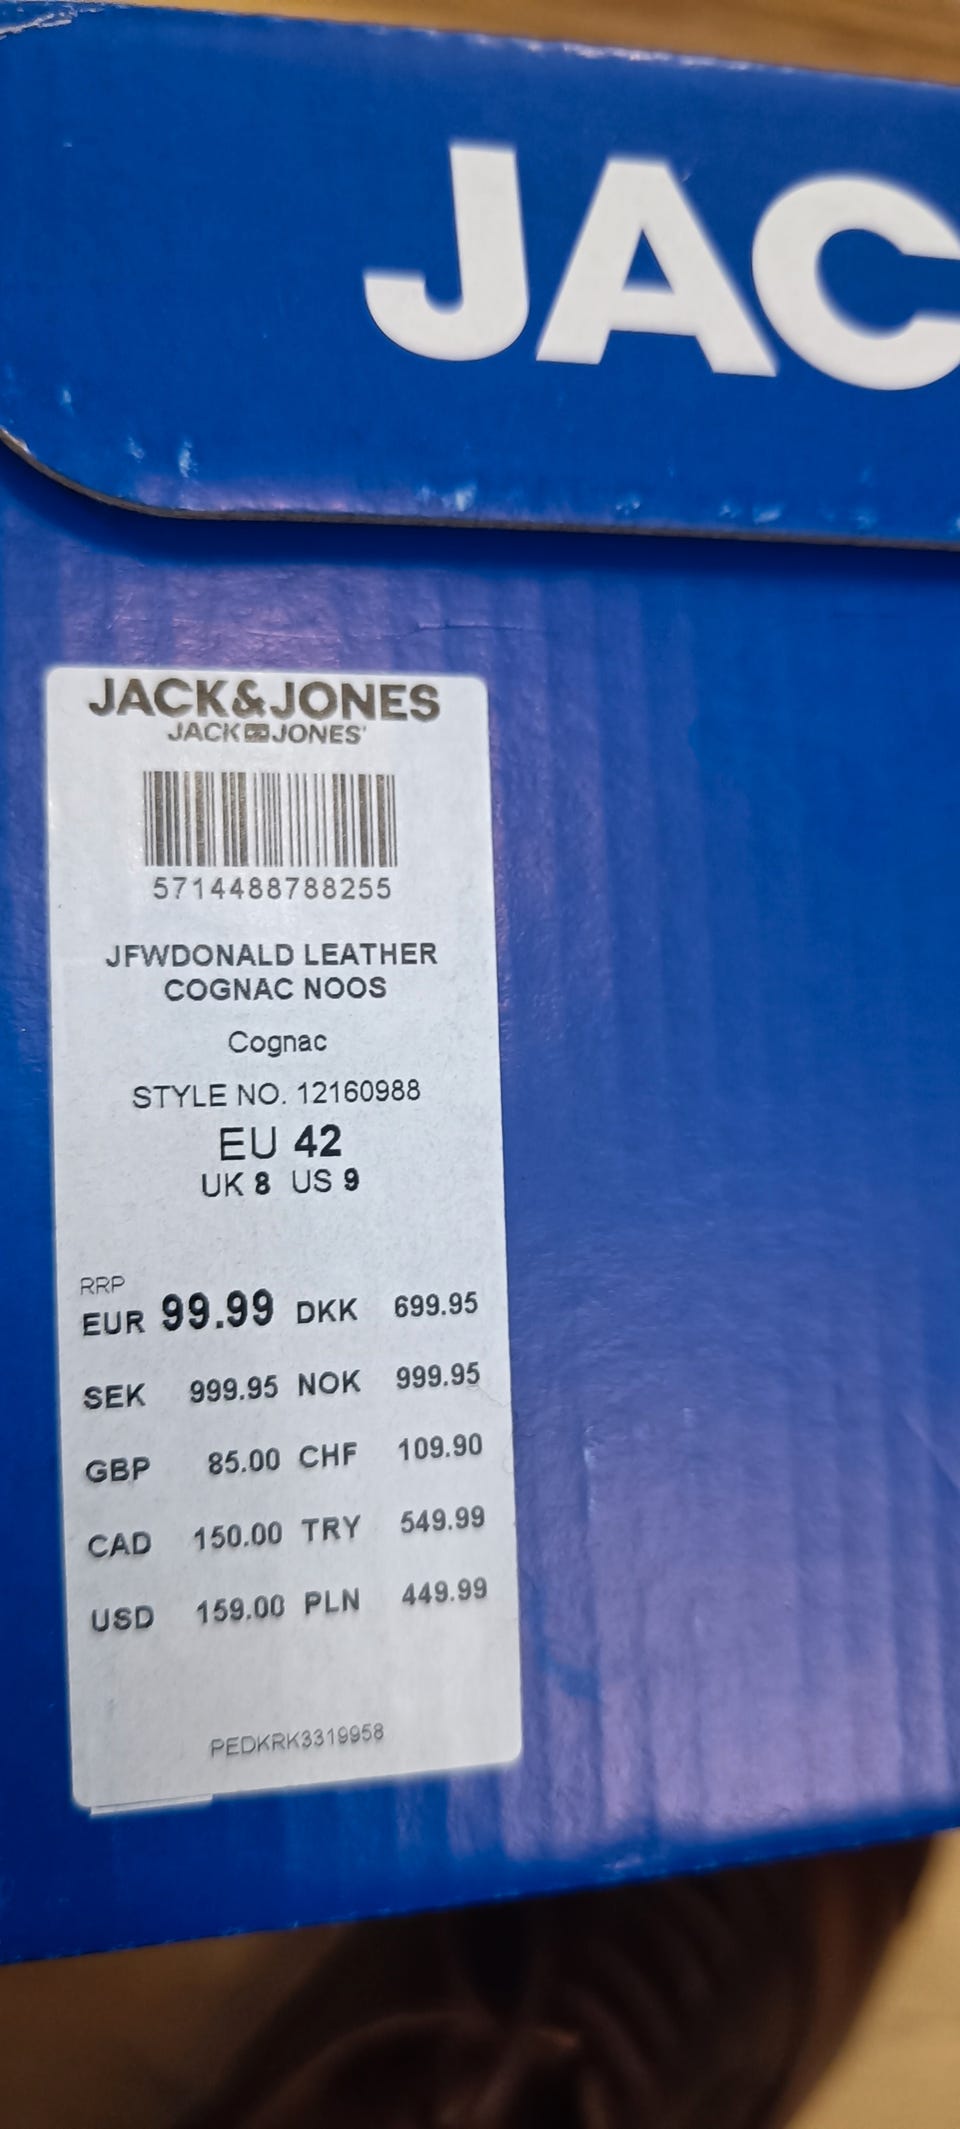 JAC
JACK&JONES
JACK JONES
5714488788255
JFWDONALD LEATHER
COGNAC NOOS
Cognac
STYLE NO. 12160988
EU 42
UK 8 US 9
RRP
EUR 99.99 DKK 699.95
SEK 999.95 NOK 999.95
GBP 85.00 CHF 109.90
CAD 150.00 TRY 549.99
USD 159.00 PLN 449.99
PEDKRK3319958